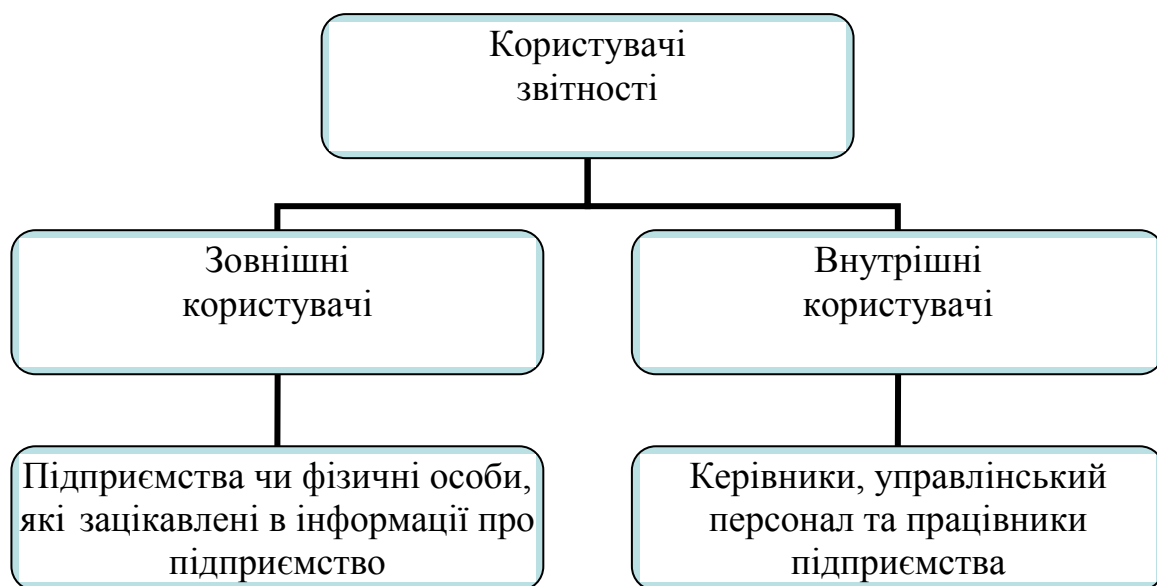 Користувачі
звітності
Зовнішні
користувачі
Внутрішні
користувачі
Підприємства чи фізичні особи,
які зацікавлені в інформації про
підприємство
Керівники, управлінський
персонал та працівники
підприємства